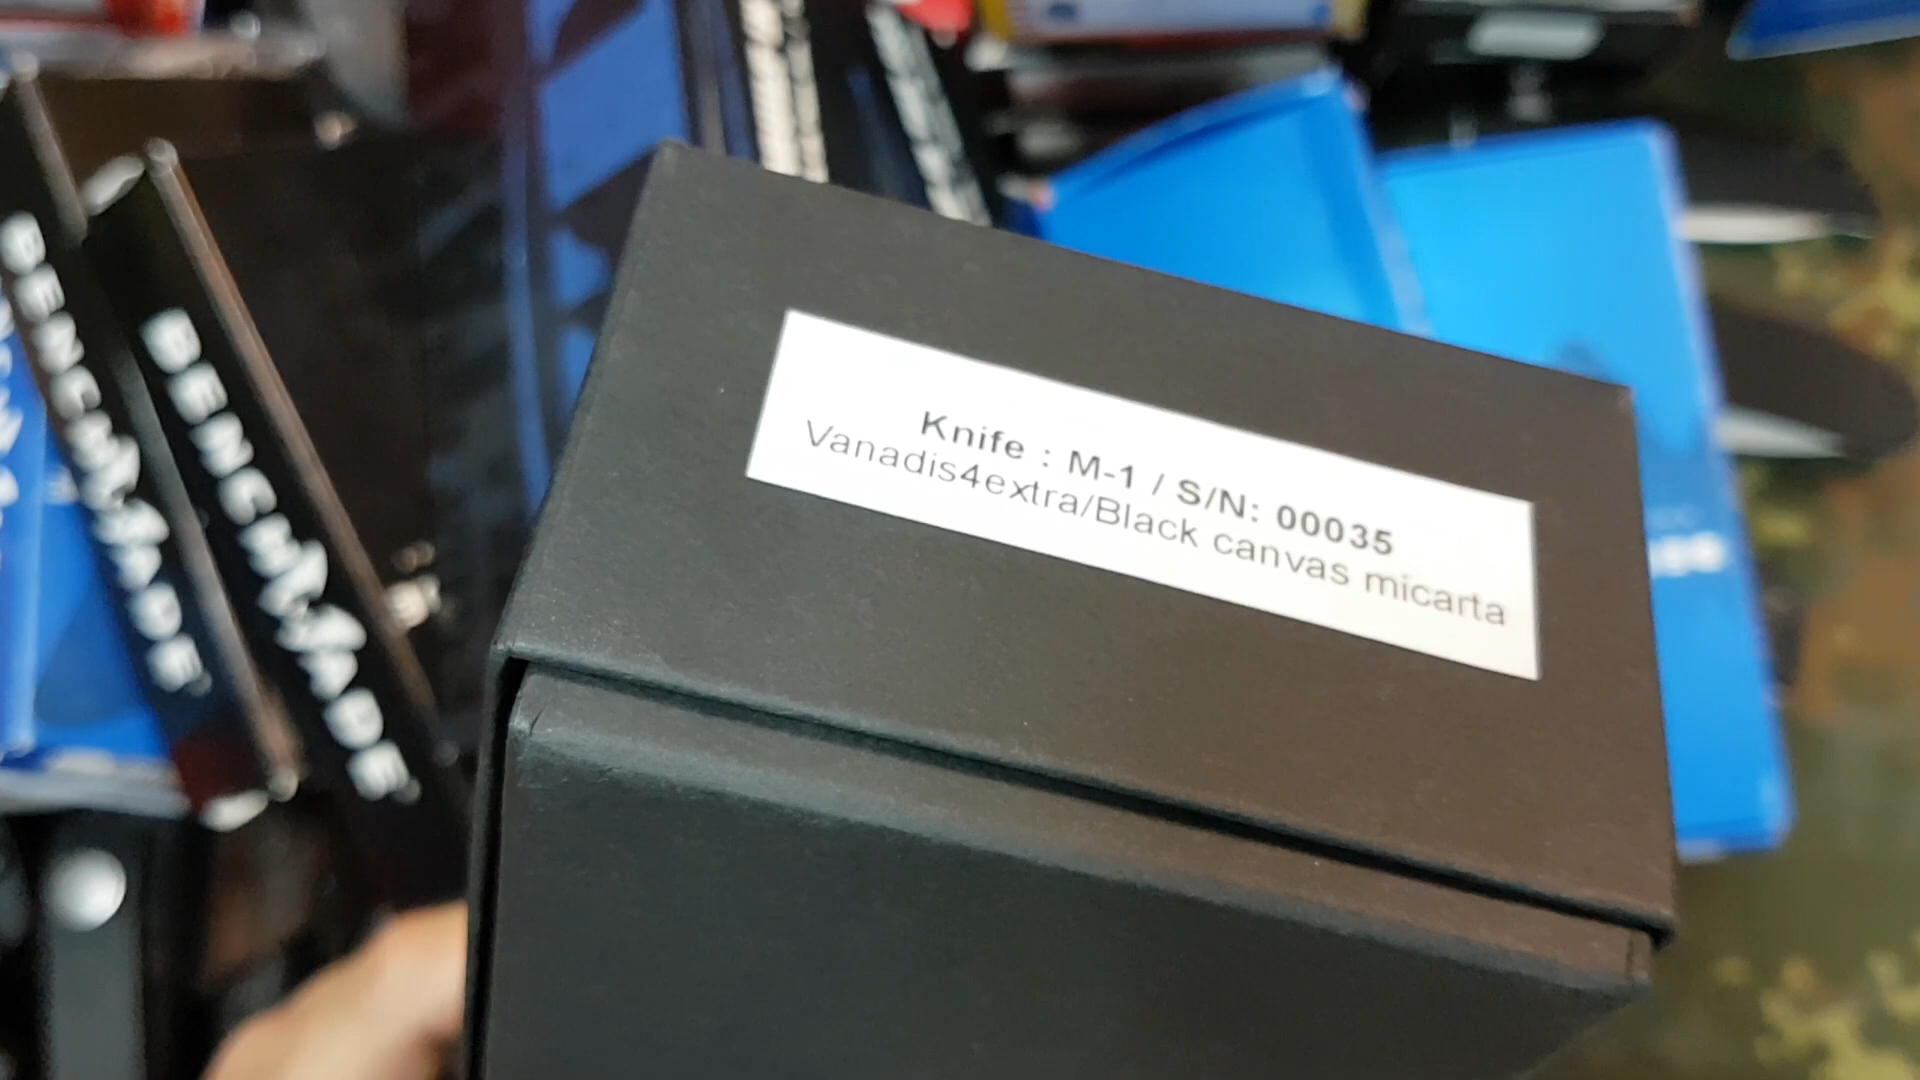 Knife : M-1 / S/N: 00035
Vanadis4extra/Black canvas micarta
BENCHMADE
BENCHMADE